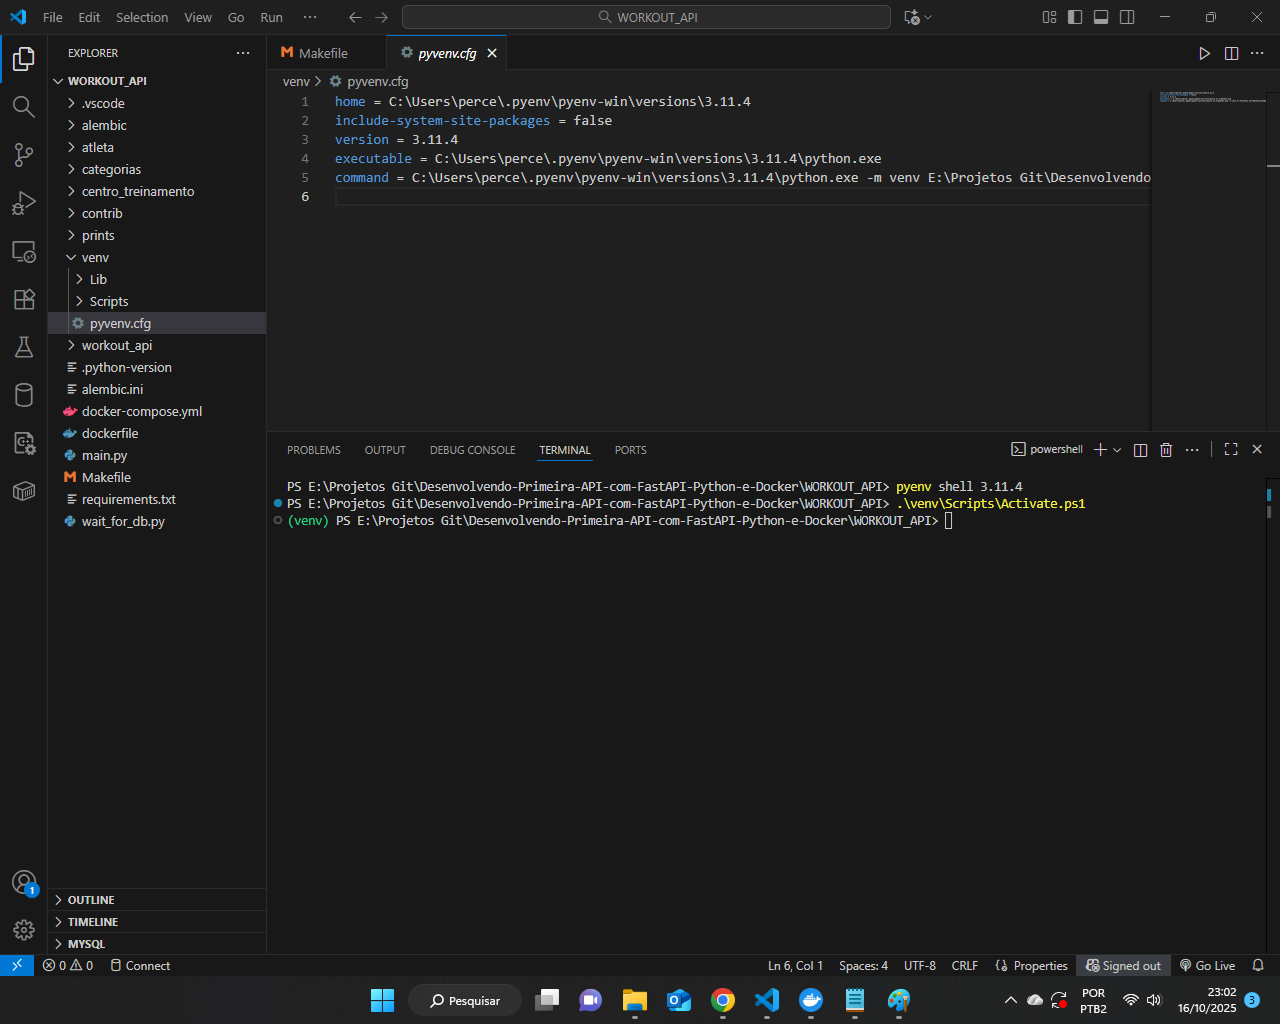 File Edit Selection View Go Run ···
WORKOUT_API
EXPLORER
WORKOUT_API
.vscode
alembic
atleta
categorias
centro_treinamento
contrib
prints
venv
Lib
Scripts
pyvenv.cfg
workout_api
.python-version
alembic.ini
docker-compose.yml
dockerfile
main.py
Makefile
requirements.txt
wait_for_db.py
OUTLINE
TIMELINE
MYSQL
Makefile pyvenv.cfg
venv > pyvenv.cfg
1 home = C:\Users\perce\.pyenv\pyenv-win\versions\3.11.4
2 include-system-site-packages = false
3 version = 3.11.4
4 executable = C:\Users\perce\.pyenv\pyenv-win\versions\3.11.4\python.exe
5 command = C:\Users\perce\.pyenv\pyenv-win\versions\3.11.4\python.exe -m venv E:\Projetos Git\Desenvolvendo
6
PROBLEMS OUTPUT DEBUG CONSOLE TERMINAL PORTS
powershell
PS E:\Projetos Git\Desenvolvendo-Primeira-API-com-FastAPI-Python-e-Docker\WORKOUT_API> pyenv shell 3.11.4
PS E:\Projetos Git\Desenvolvendo-Primeira-API-com-FastAPI-Python-e-Docker\WORKOUT_API> .\venv\Scripts\Activate.ps1
(venv) PS E:\Projetos Git\Desenvolvendo-Primeira-API-com-FastAPI-Python-e-Docker\WORKOUT_API>
1
0 0 Connect
Ln 6, Col 1 Spaces: 4 UTF-8 CRLF {} Properties Signed out Go Live
Pesquisar
POR
PTB2
23:02
16/10/2025
3